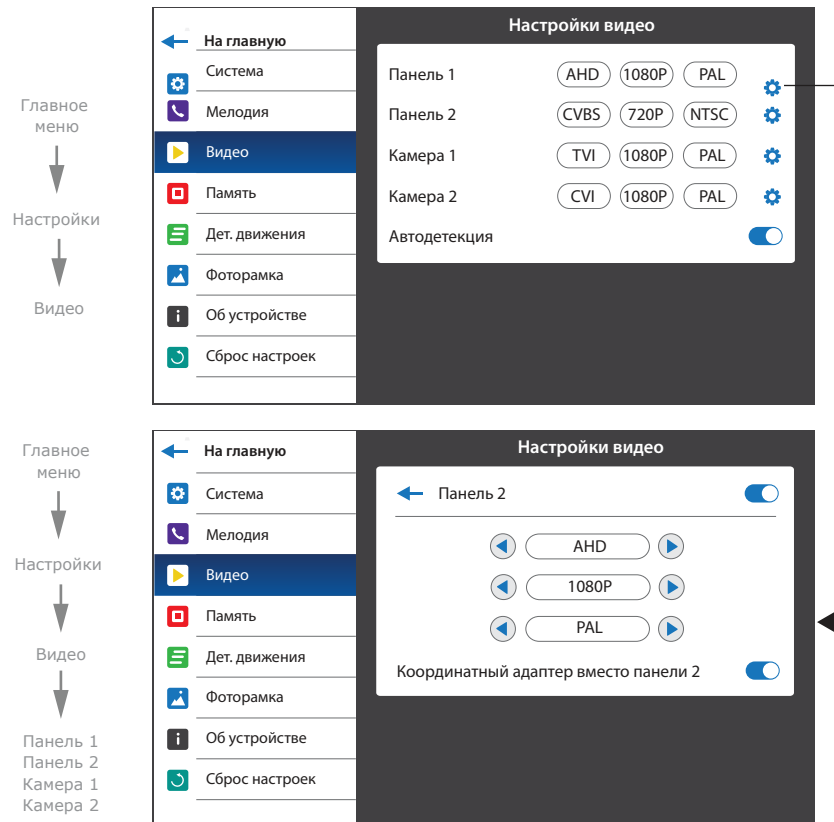 Главное
меню
Настройки
Видео
На главную
Система
Мелодия
Видео
Память
Дет. движения
Фоторамка
Об устройстве
Сброс настроек
Настройки видео
Панель 1 AHD 1080P PAL
Панель 2 CVBS 720P NTSC
Камера 1 TVI 1080P PAL
Камера 2 CVI 1080P PAL
Автодетекция
Главное
меню
Настройки
Видео
Панель 1
Панель 2
Камера 1
Камера 2
На главную
Система
Мелодия
Видео
Память
Дет. движения
Фоторамка
Об устройстве
Сброс настроек
Настройки видео
Панель 2
AHD
1080P
PAL
Координатный адаптер вместо панели 2